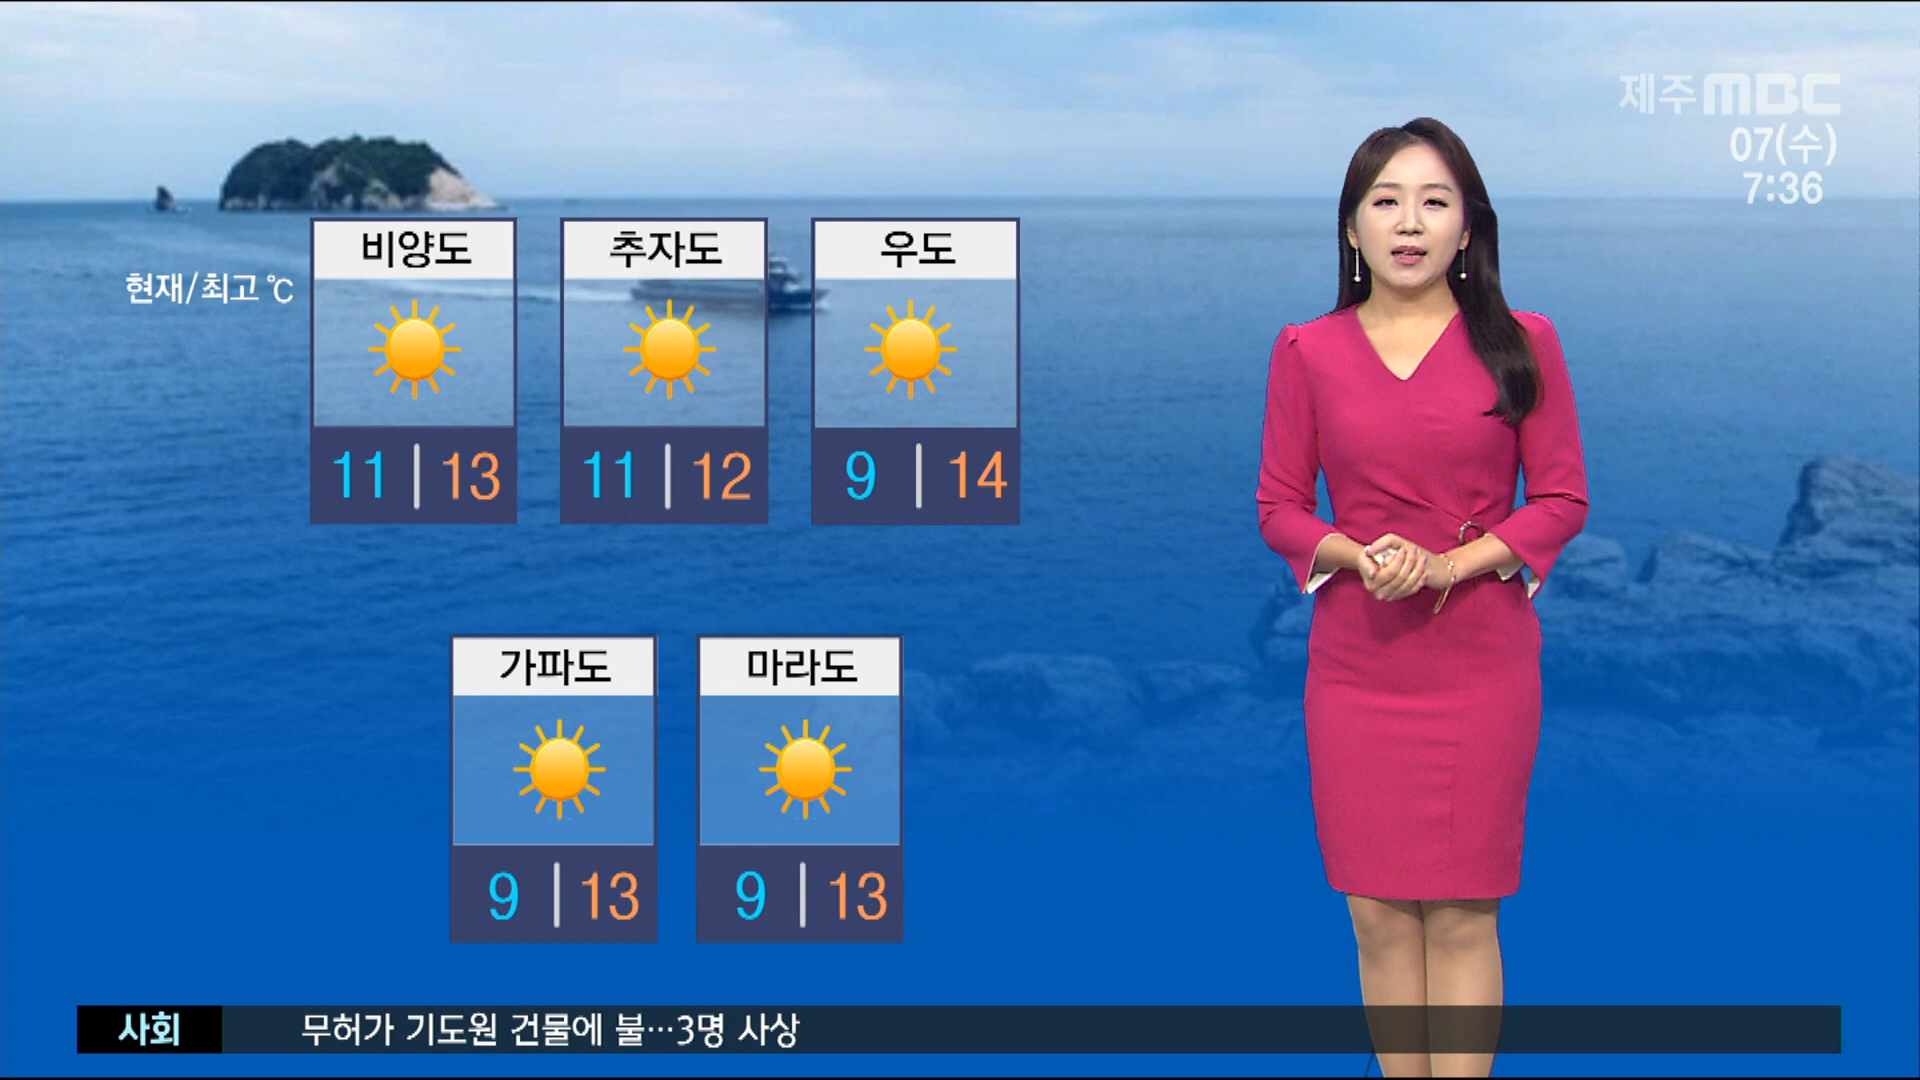 제주MBC
07(수)
7:36
현재/최고 ℃
비양도
11 13
추자도
11 12
우도
9 14
가파도
9 13
마라도
9 13
사회 무허가 기도원 건물에 불···3명 사상